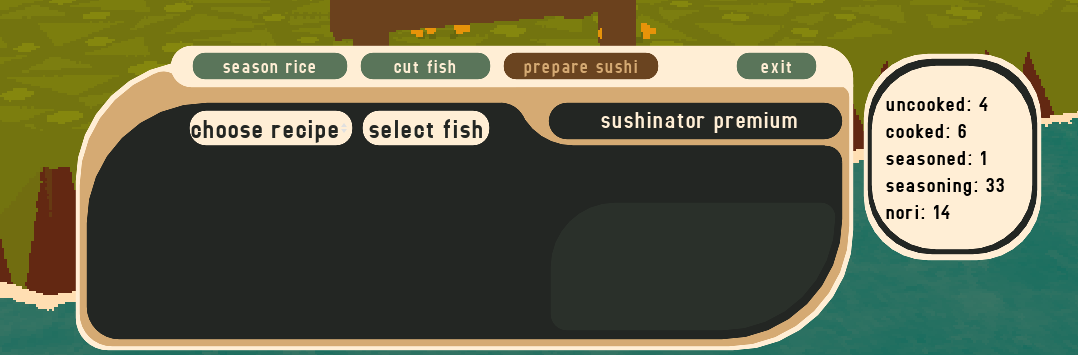 season rice
cut fish
prepare sushi
exit
choose recipe
select fish
sushinator premium
uncooked: 4
cooked: 6
seasoned: 1
seasoning: 33
nori: 14